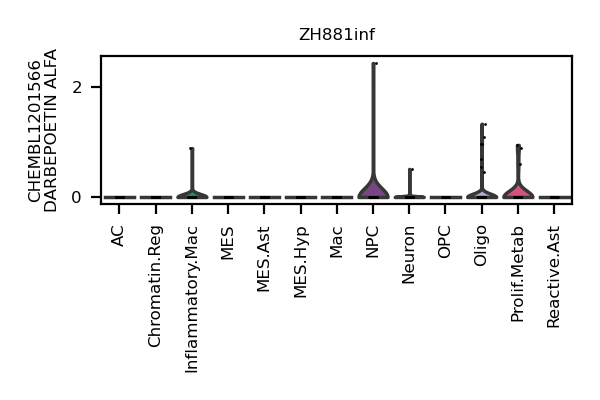 ZH881inf
CHEMBL1201566
DARBEPOETIN ALFA
2
0
AC
Chromatin.Reg
Inflammatory.Mac
MES
MES.Ast
MES.Hyp
Mac
NPC
Neuron
OPC
Oligo
Prolif.Metab
Reactive.Ast